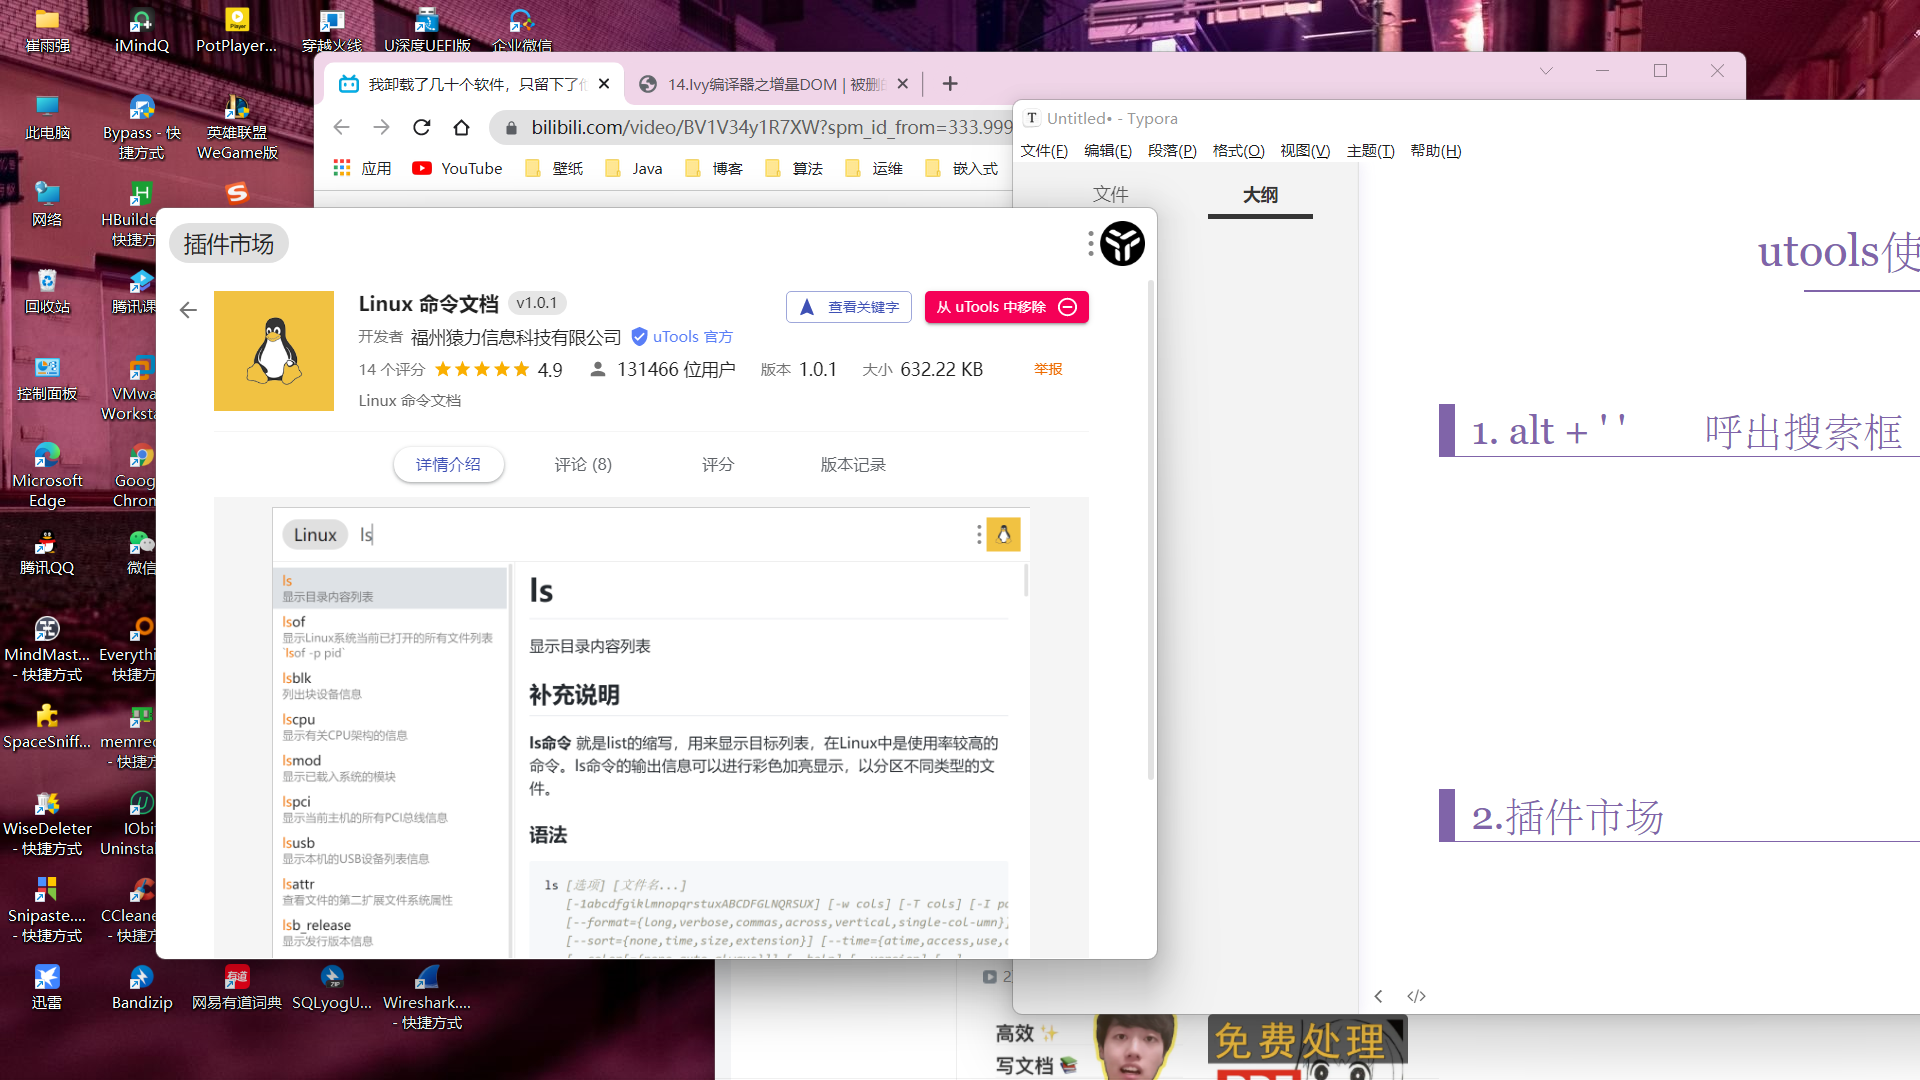 崔雨强
iMindQ
PotPlayer...
穿越火线
U深度UEFI版
企业微信
此电脑
Bypass - 快
捷方式
英雄联盟
WeGame版
网络
HBuilde
快捷方
回收站
腾讯课
控制面板
VMwa
Worksta
Microsoft
Edge
Goog
Chron
腾讯QQ
微信
MindMast...
- 快捷方式
Everythi
快捷方
SpaceSniff...
memrec
- 快捷方
WiseDeleter
- 快捷方式
IObi
Uninstal
Snipaste....
- 快捷方式
CCleane
- 快捷方
迅雷
Bandizip
网易有道词典
SQLyogU...
Wireshark....
- 快捷方式
我卸载了几十个软件，只留下了
14.Ivy编译器之增量DOM | 被删
bilibili.com/video/BV1V34y1R7XW?spm_id_from=333.999
应用
YouTube
壁纸
Java
博客
算法
运维
嵌入式
Untitled• - Typora
文件(F) 编辑(E) 段落(P) 格式(O) 视图(V) 主题(T) 帮助(H)
文件
大纲
utools使
1. alt + ' ' 呼出搜索框
2.插件市场
插件市场
Linux 命令文档 v1.0.1
查看关键字
从 uTools 中移除
开发者 福州猿力信息科技有限公司 uTools 官方
14 个评分 4.9 131466 位用户 版本 1.0.1 大小 632.22 KB 举报
Linux 命令文档
详情介绍 评论 (8) 评分 版本记录
Linux ls
ls
显示目录内容列表
lsof
显示Linux系统当前已打开的所有文件列表
`lsof -p pid`
lsblk
列出块设备信息
lscpu
显示有关CPU架构的信息
lsmod
显示已载入系统的模块
lspci
显示当前主机的所有PCI总线信息
lsusb
显示本机的USB设备列表信息
lsattr
查看文件的第二扩展文件系统属性
lsb_release
显示发行版本信息
ls
显示目录内容列表
补充说明
ls命令 就是list的缩写，用来显示目标列表，在Linux中是使用率较高的
命令。ls命令的输出信息可以进行彩色加亮显示，以分区不同类型的文
件。
语法
ls [选项] [文件名...]
[-1abcdfgiklmnopqrstuxABCDFGLNQRSUX] [-w cols] [-T cols] [-I p
[--format={long,verbose,commas,across,vertical,single-col-umn}
[--sort={none,time,size,extension}] [--time={atime,access,use,
2
高效
写文档
免费处理